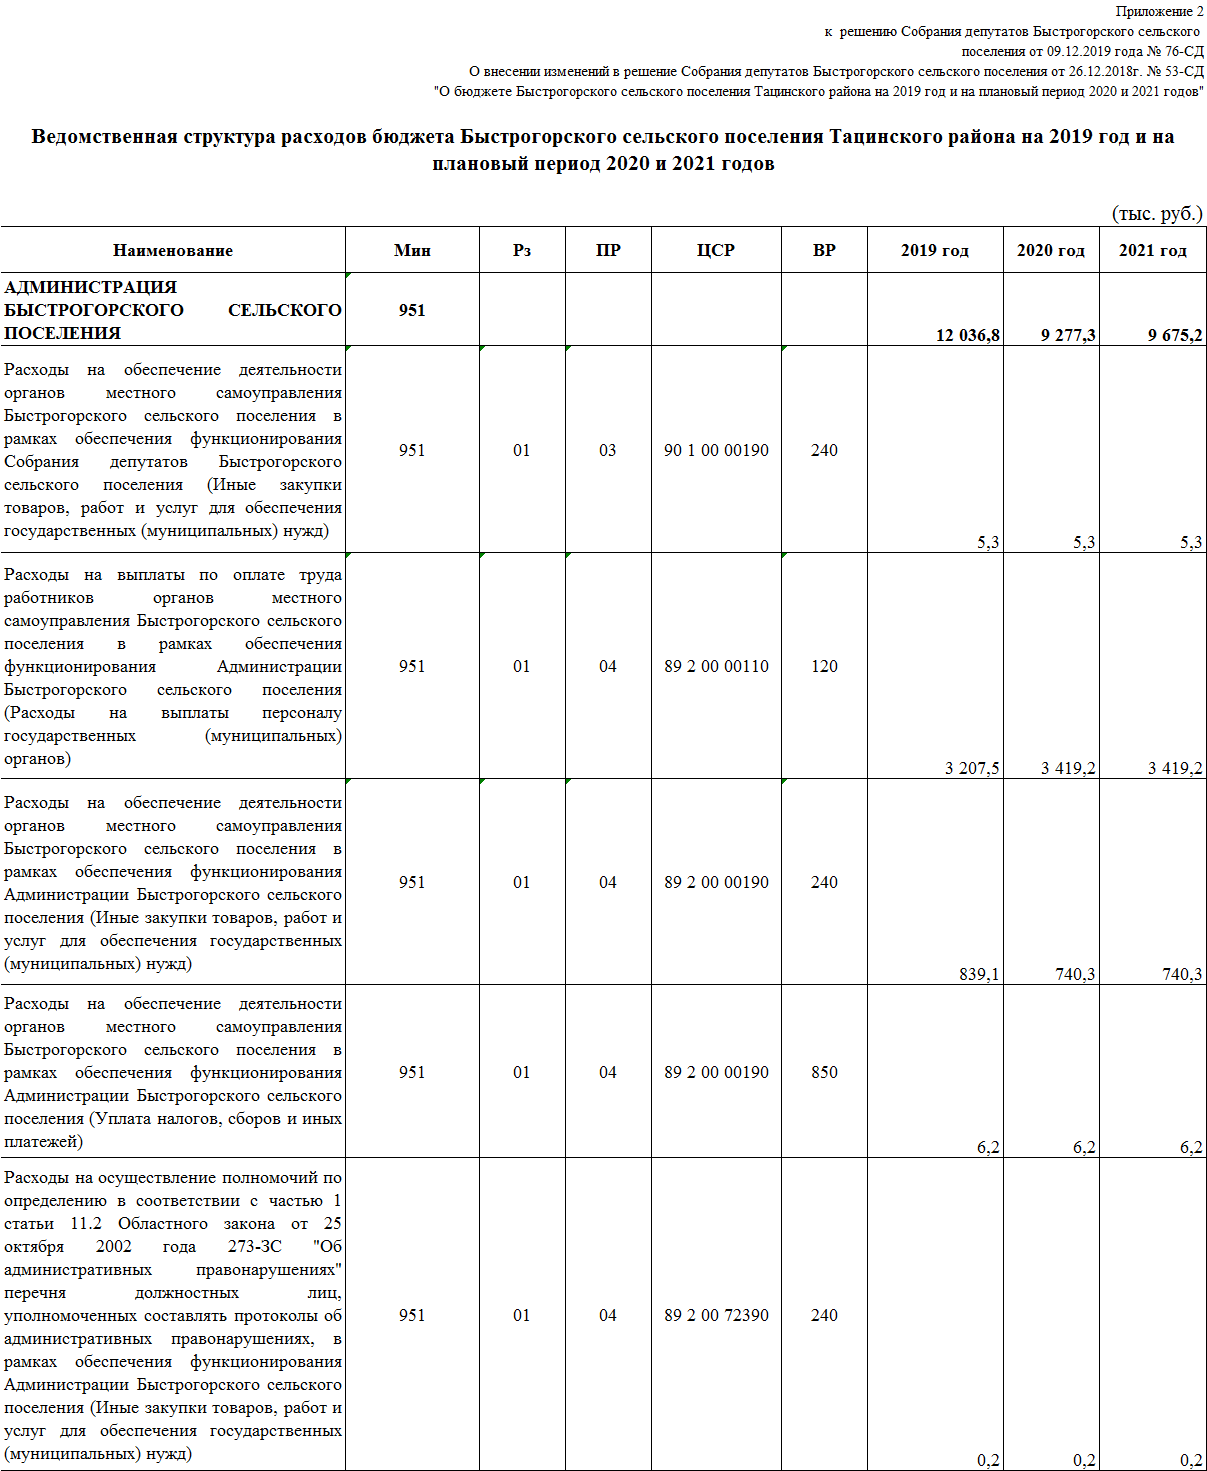 Приложение 2
к решению Собрания депутатов Быстрогорского сельского
поселения от 09.12.2019 года № 76-СД
О внесении изменений в решение Собрания депутатов Быстрогорского сельского поселения от 26.12.2018г. № 53-СД
"О бюджете Быстрогорского сельского поселения Тацинского района на 2019 год и на плановый период 2020 и 2021 годов"
Ведомственная структура расходов бюджета Быстрогорского сельского поселения Тацинского района на 2019 год и на
плановый период 2020 и 2021 годов
(тыс. руб.)
Наименование Мин Рз ПР ЦСР ВР 2019 год 2020 год 2021 год
АДМИНИСТРАЦИЯ
БЫСТРОГОРСКОГО СЕЛЬСКОГО
ПОСЕЛЕНИЯ
951
12 036,8 9 277,3 9 675,2
Расходы на обеспечение деятельности
органов местного самоуправления
Быстрогорского сельского поселения в
рамках обеспечения функционирования
Собрания депутатов Быстрогорского
сельского поселения (Иные закупки
товаров, работ и услуг для обеспечения
государственных (муниципальных) нужд)
951 01 03 90 1 00 00190 240
5,3 5,3 5,3
Расходы на выплаты по оплате труда
работников органов местного
самоуправления Быстрогорского сельского
поселения в рамках обеспечения
функционирования Администрации
Быстрогорского сельского поселения
(Расходы на выплаты персоналу
государственных (муниципальных)
органов)
951 01 04 89 2 00 00110 120
3 207,5 3 419,2 3 419,2
Расходы на обеспечение деятельности
органов местного самоуправления
Быстрогорского сельского поселения в
рамках обеспечения функционирования
Администрации Быстрогорского сельского
поселения (Иные закупки товаров, работ и
услуг для обеспечения государственных
(муниципальных) нужд)
951 01 04 89 2 00 00190 240
839,1 740,3 740,3
Расходы на обеспечение деятельности
органов местного самоуправления
Быстрогорского сельского поселения в
рамках обеспечения функционирования
Администрации Быстрогорского сельского
поселения (Уплата налогов, сборов и иных
платежей)
951 01 04 89 2 00 00190 850
6,2 6,2 6,2
Расходы на осуществление полномочий по
определению в соответствии с частью 1
статьи 11.2 Областного закона от 25
октября 2002 года 273-ЗС "Об
административных правонарушениях"
перечня должностных лиц,
уполномоченных составлять протоколы об
административных правонарушениях, в
рамках обеспечения функционирования
Администрации Быстрогорского сельского
поселения (Иные закупки товаров, работ и
услуг для обеспечения государственных
(муниципальных) нужд)
951 01 04 89 2 00 72390 240
0,2 0,2 0,2